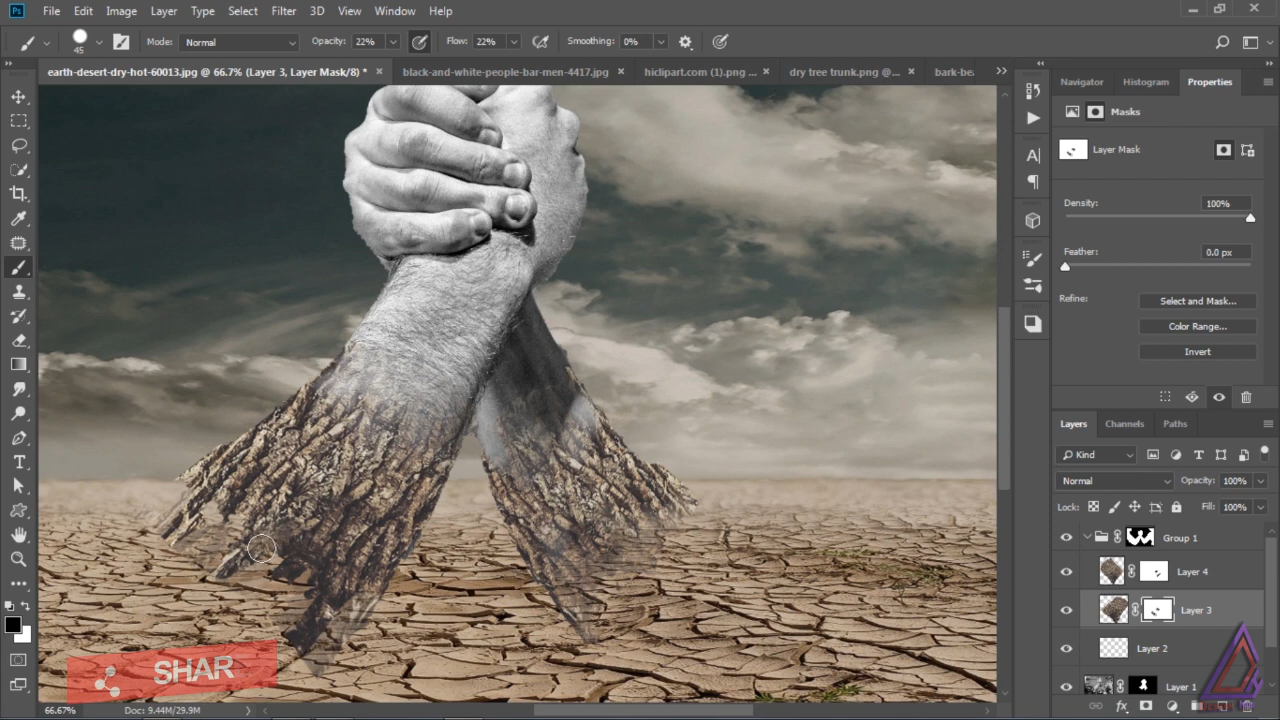 Ps File Edit Image Layer Type Select Filter 3D View Window Help
45 Mode: Normal Opacity: 22% Flow: 22% Smoothing: 0%
earth-desert-dry-hot-60013.jpg @ 66.7% (Layer 3, Layer Mask/8) * × black-and-white-people-bar-men-4417.jpg × hiclipart.com (1).png ... × dry tree trunk.png @... × bark-be
Navigator Histogram Properties
Masks
Layer Mask
Density: 100%
Feather: 0.0 px
Refine: Select and Mask...
Color Range...
Invert
Layers Channels Paths
Kind
Normal Opacity: 100%
Lock: Fill: 100%
Group 1
Layer 4
Layer 3
Layer 2
Layer 1
SHAR
66.67% Doc: 9.44M/29.9M